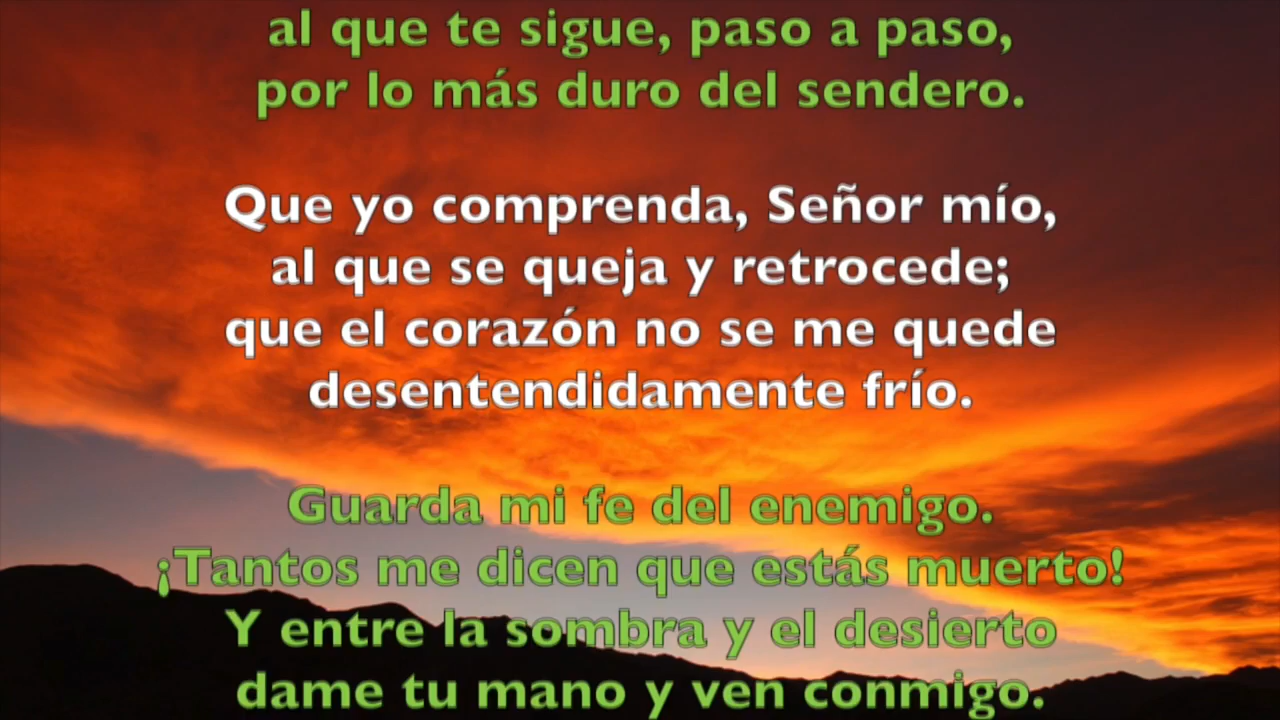 al que te sigue, paso a paso,
por lo más duro del sendero.
Que yo comprenda, Señor mío,
al que se queja y retrocede;
que el corazón no se me quede
desentendidamente frío.
Guarda mi fe del enemigo.
¡Tantos me dicen que estás muerto!
Y entre la sombra y el desierto
dame tu mano y ven conmigo.